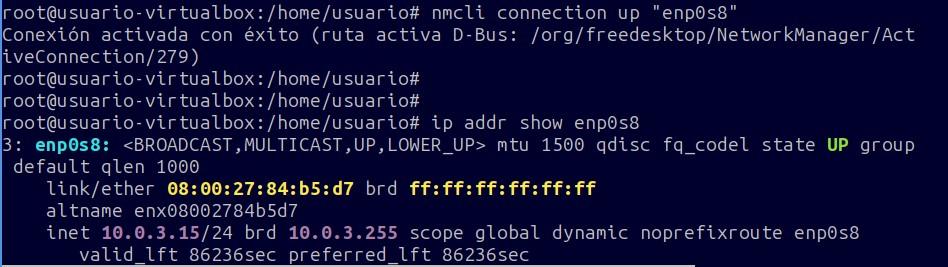 root@usuario-virtualbox:/home/usuario# nmcli connection up "enp0s8"
Conexión activada con éxito (ruta activa D-Bus: /org/freedesktop/NetworkManager/Act
iveConnection/279)
root@usuario-virtualbox:/home/usuario#
root@usuario-virtualbox:/home/usuario#
root@usuario-virtualbox:/home/usuario# ip addr show enp0s8
3: enp0s8: <BROADCAST,MULTICAST,UP,LOWER_UP> mtu 1500 qdisc fq_codel state UP group
 default qlen 1000
    link/ether 08:00:27:84:b5:d7 brd ff:ff:ff:ff:ff:ff
    altname enx08002784b5d7
    inet 10.0.3.15/24 brd 10.0.3.255 scope global dynamic noprefixroute enp0s8
       valid_lft 86236sec preferred_lft 86236sec